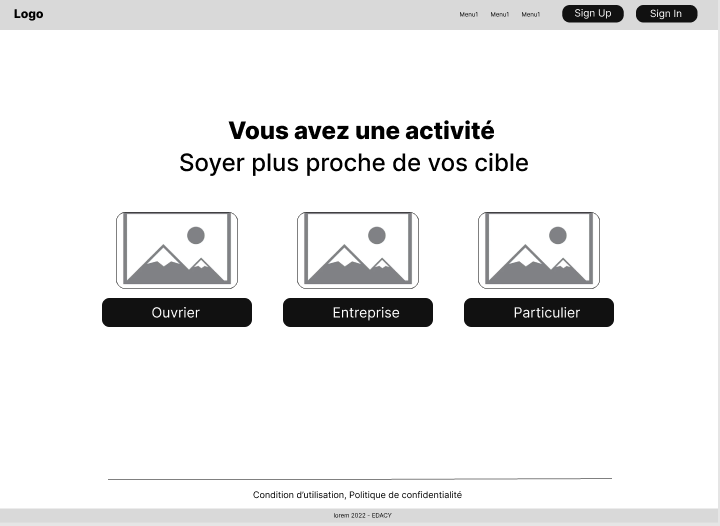 Logo
Menu1 Menu1 Menu1 Sign Up Sign In
Vous avez une activité
Soyer plus proche de vos cible
Ouvrier Entreprise Particulier
Condition d'utilisation, Politique de confidentialité
lorem 2022 - EDACY